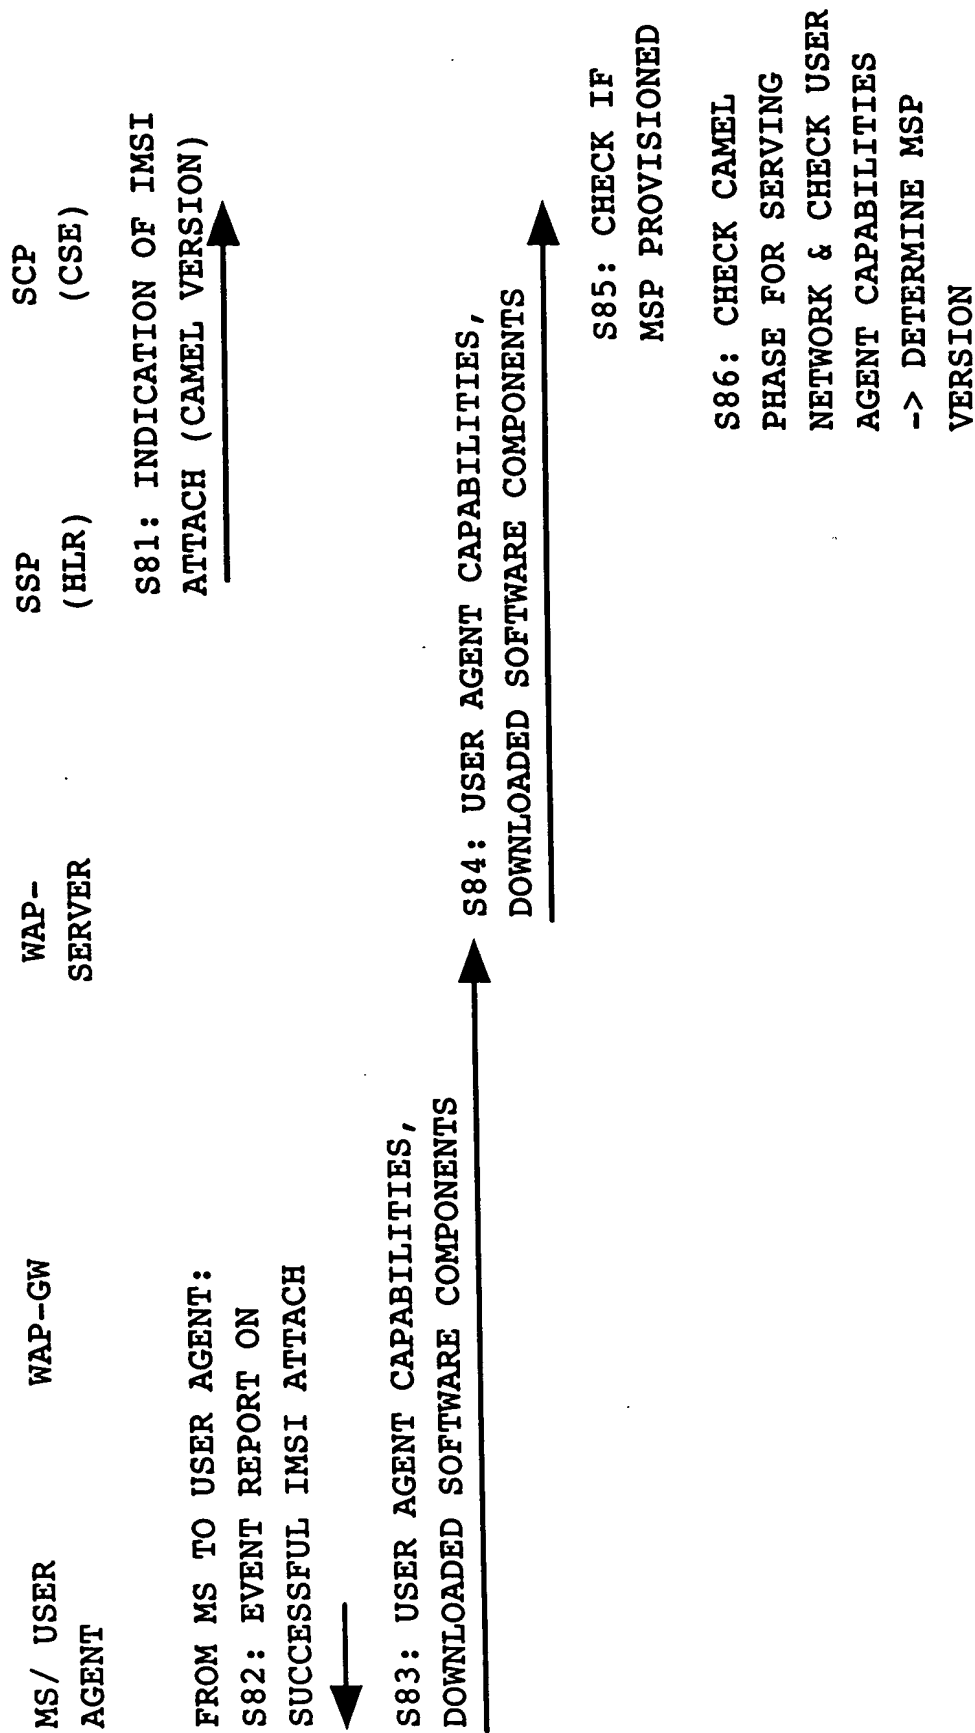 MS/ USER
AGENT
WAP-GW
WAP-
SERVER
SSP
(HLR)
SCP
(CSE)
S81: INDICATION OF IMSI
ATTACH (CAMEL VERSION)
FROM MS TO USER AGENT:
S82: EVENT REPORT ON
SUCCESSFUL IMSI ATTACH
S83: USER AGENT CAPABILITIES,
DOWNLOADED SOFTWARE COMPONENTS
S84: USER AGENT CAPABILITIES,
DOWNLOADED SOFTWARE COMPONENTS
S85: CHECK IF
MSP PROVISIONED
S86: CHECK CAMEL
PHASE FOR SERVING
NETWORK & CHECK USER
AGENT CAPABILITIES
-> DETERMINE MSP
VERSION